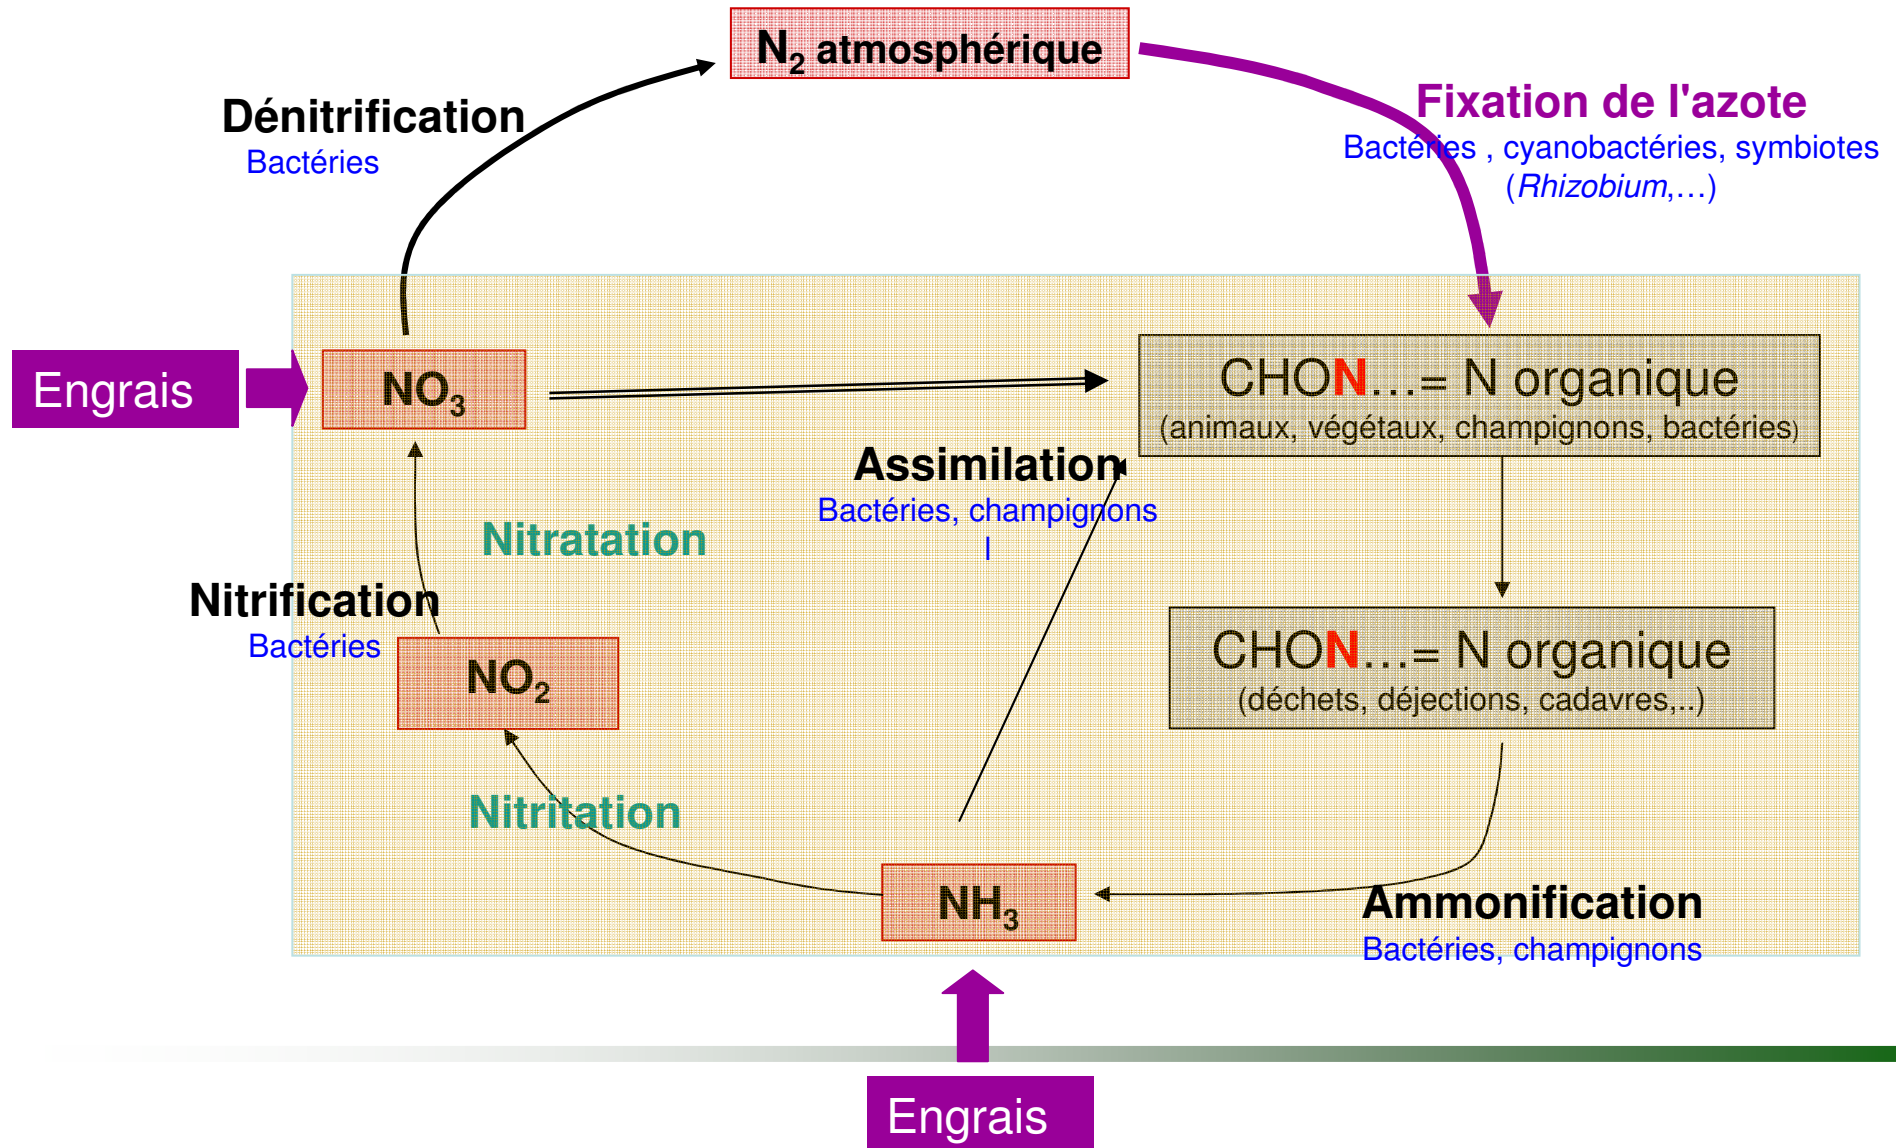 N2 atmosphérique
Dénitrification
Bactéries
Fixation de l'azote
Bactéries , cyanobactéries, symbiotes
(Rhizobium,…)
Engrais
NO3
CHON…= N organique
(animaux, végétaux, champignons, bactéries)
Assimilation
Bactéries, champignons
l
Nitratation
Nitrification
Bactéries
NO2
CHON…= N organique
(déchets, déjections, cadavres,..)
Nitritation
NH3
Ammonification
Bactéries, champignons
Engrais